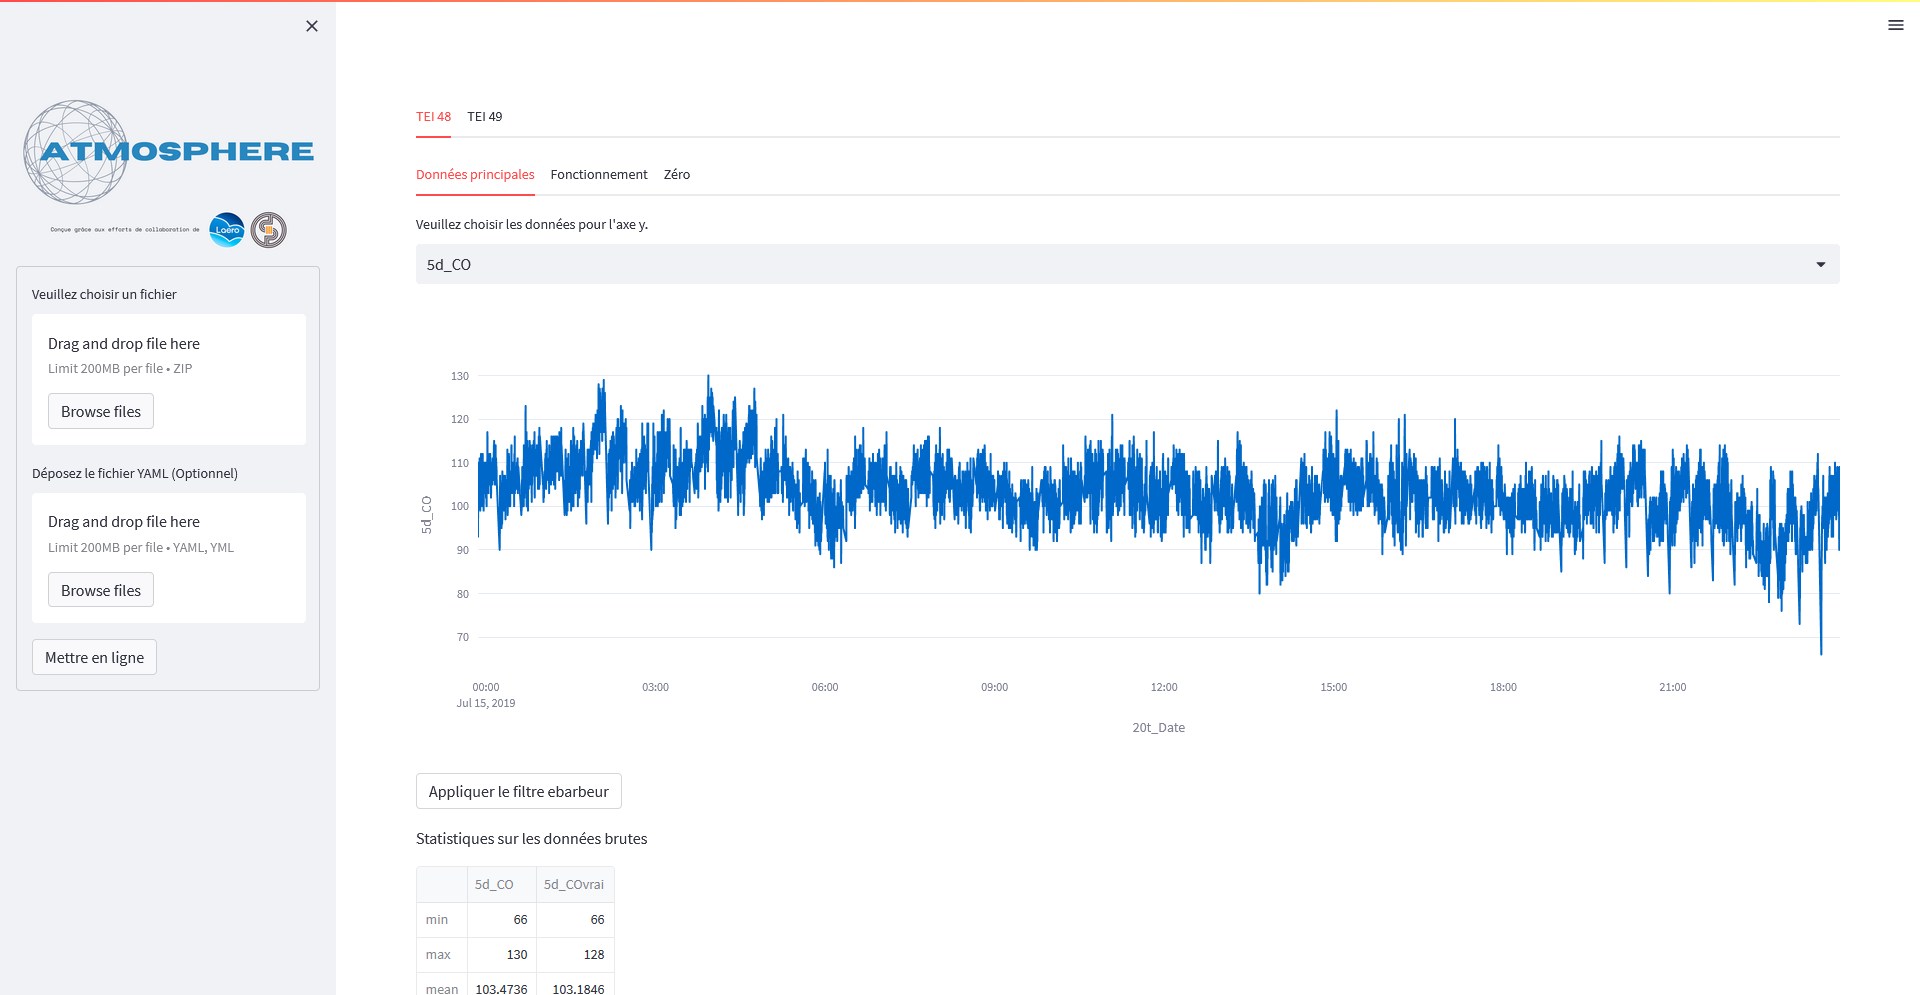 ATMOSPHERE
Conçue grâce aux efforts de collaboration de
Laero
Veuillez choisir un fichier
Drag and drop file here
Limit 200MB per file • ZIP
Browse files
Déposez le fichier YAML (Optionnel)
Drag and drop file here
Limit 200MB per file • YAML, YML
Browse files
Mettre en ligne
TEI 48 TEI 49
Données principales Fonctionnement Zéro
Veuillez choisir les données pour l'axe y.
5d_CO
130
120
110
100
90
80
70
5d_CO
00:00 03:00 06:00 09:00 12:00 15:00 18:00 21:00
Jul 15, 2019
20t_Date
Appliquer le filtre ebarbeur
Statistiques sur les données brutes
5d_CO 5d_COvrai
min 66 66
max 130 128
mean 103.4736 103.1846